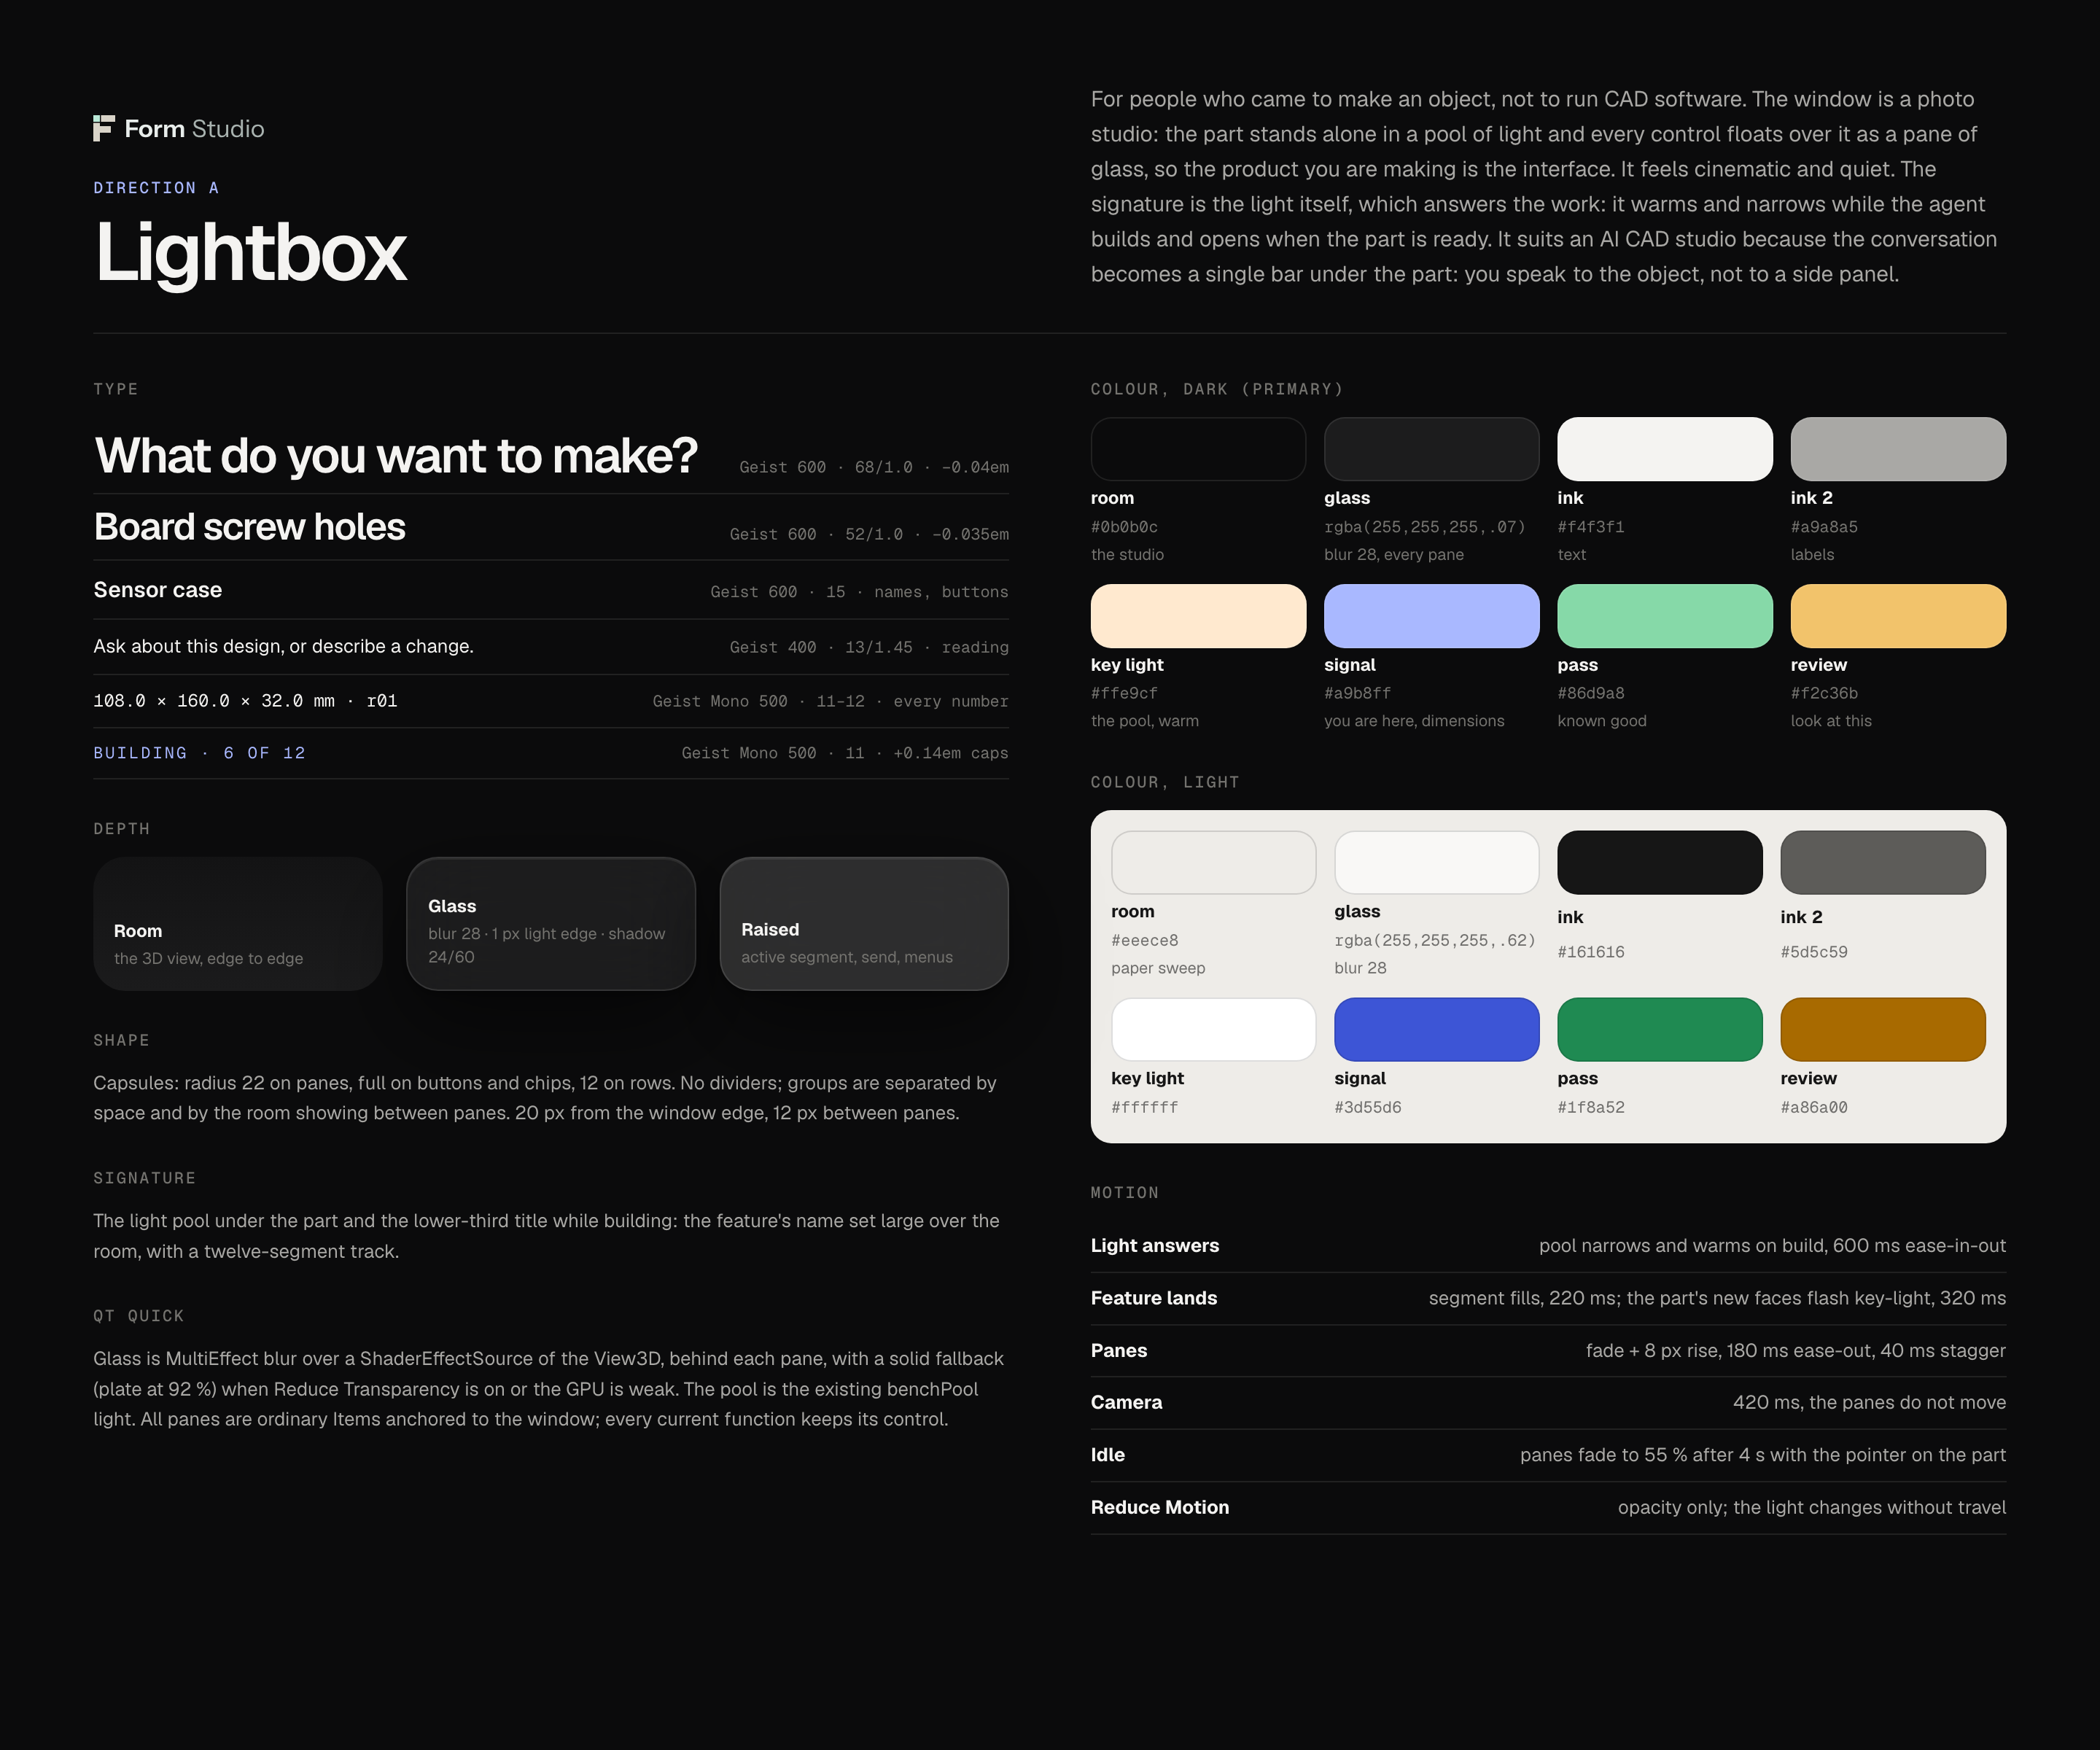 Form Studio
DIRECTION A
Lightbox
For people who came to make an object, not to run CAD software. The window is a photo
studio: the part stands alone in a pool of light and every control floats over it as a pane of
glass, so the product you are making is the interface. It feels cinematic and quiet. The
signature is the light itself, which answers the work: it warms and narrows while the agent
builds and opens when the part is ready. It suits an AI CAD studio because the conversation
becomes a single bar under the part: you speak to the object, not to a side panel.
TYPE
What do you want to make? Geist 600 · 68/1.0 · −0.04em
Board screw holes Geist 600 · 52/1.0 · −0.035em
Sensor case Geist 600 · 15 · names, buttons
Ask about this design, or describe a change. Geist 400 · 13/1.45 · reading
108.0 × 160.0 × 32.0 mm · r01 Geist Mono 500 · 11–12 · every number
BUILDING · 6 OF 12 Geist Mono 500 · 11 · +0.14em caps
DEPTH
Room
the 3D view, edge to edge
Glass
blur 28 · 1 px light edge · shadow
24/60
Raised
active segment, send, menus
SHAPE
Capsules: radius 22 on panes, full on buttons and chips, 12 on rows. No dividers; groups are separated by
space and by the room showing between panes. 20 px from the window edge, 12 px between panes.
SIGNATURE
The light pool under the part and the lower-third title while building: the feature's name set large over the
room, with a twelve-segment track.
QT QUICK
Glass is MultiEffect blur over a ShaderEffectSource of the View3D, behind each pane, with a solid fallback
(plate at 92 %) when Reduce Transparency is on or the GPU is weak. The pool is the existing benchPool
light. All panes are ordinary Items anchored to the window; every current function keeps its control.
COLOUR, DARK (PRIMARY)
room glass ink ink 2
#0b0b0c rgba(255,255,255,.07) #f4f3f1 #a9a8a5
the studio blur 28, every pane text labels
key light signal pass review
#ffe9cf #a9b8ff #86d9a8 #f2c36b
the pool, warm you are here, dimensions known good look at this
COLOUR, LIGHT
room glass ink ink 2
#eeece8 rgba(255,255,255,.62) #161616 #5d5c59
paper sweep blur 28
key light signal pass review
#ffffff #3d55d6 #1f8a52 #a86a00
MOTION
Light answers pool narrows and warms on build, 600 ms ease-in-out
Feature lands segment fills, 220 ms; the part's new faces flash key-light, 320 ms
Panes fade + 8 px rise, 180 ms ease-out, 40 ms stagger
Camera 420 ms, the panes do not move
Idle panes fade to 55 % after 4 s with the pointer on the part
Reduce Motion opacity only; the light changes without travel